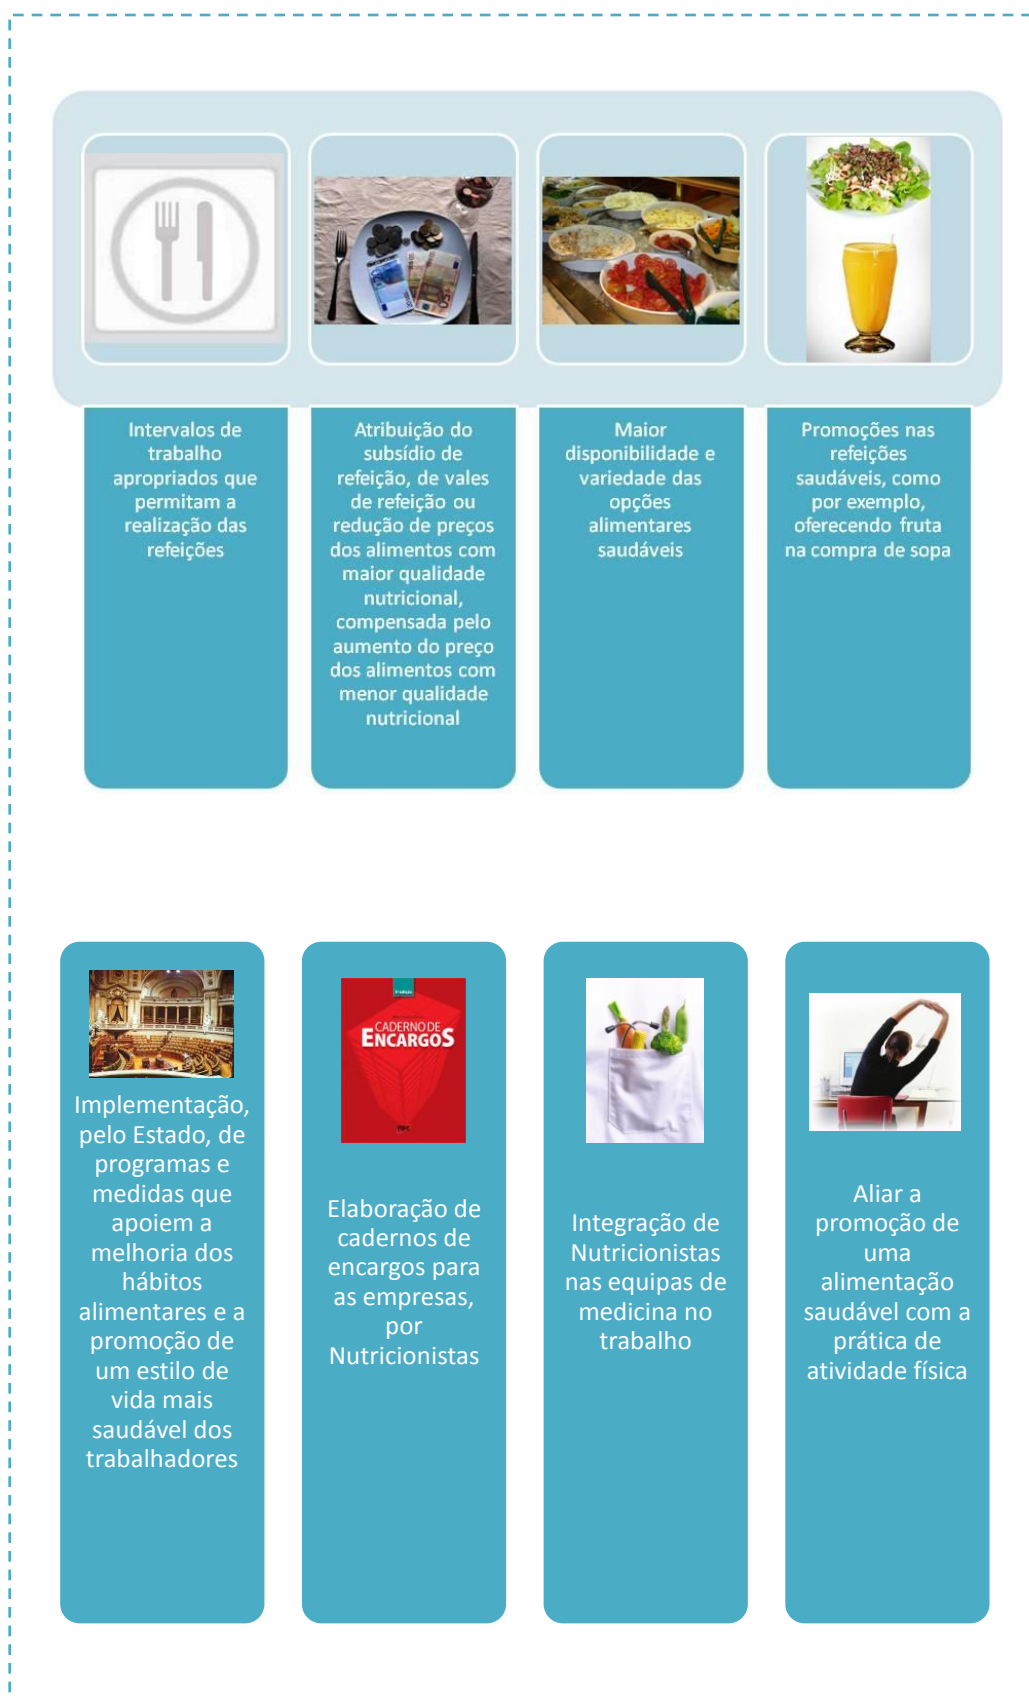 Intervalos de
trabalho
apropriados que
permitam a
realização das
refeições
Atribuição do
subsídio de
refeição, de vales
de refeição ou
redução de preços
dos alimentos com
maior qualidade
nutricional,
compensada pelo
aumento do preço
dos alimentos com
menor qualidade
nutricional
Maior
disponibilidade e
variedade das
opções
alimentares
saudáveis
Promoções nas
refeições
saudáveis, como
por exemplo,
oferecendo fruta
na compra de sopa
CADERNO DE
ENCARGOS
Implementação,
pelo Estado, de
programas e
medidas que
apoiem a
melhoria dos
hábitos
alimentares e a
promoção de
um estilo de
vida mais
saudável dos
trabalhadores
Elaboração de
cadernos de
encargos para
as empresas,
por
Nutricionistas
Integração de
Nutricionistas
nas equipas de
medicina no
trabalho
Aliar a
promoção de
uma
alimentação
saudável com a
prática de
atividade física